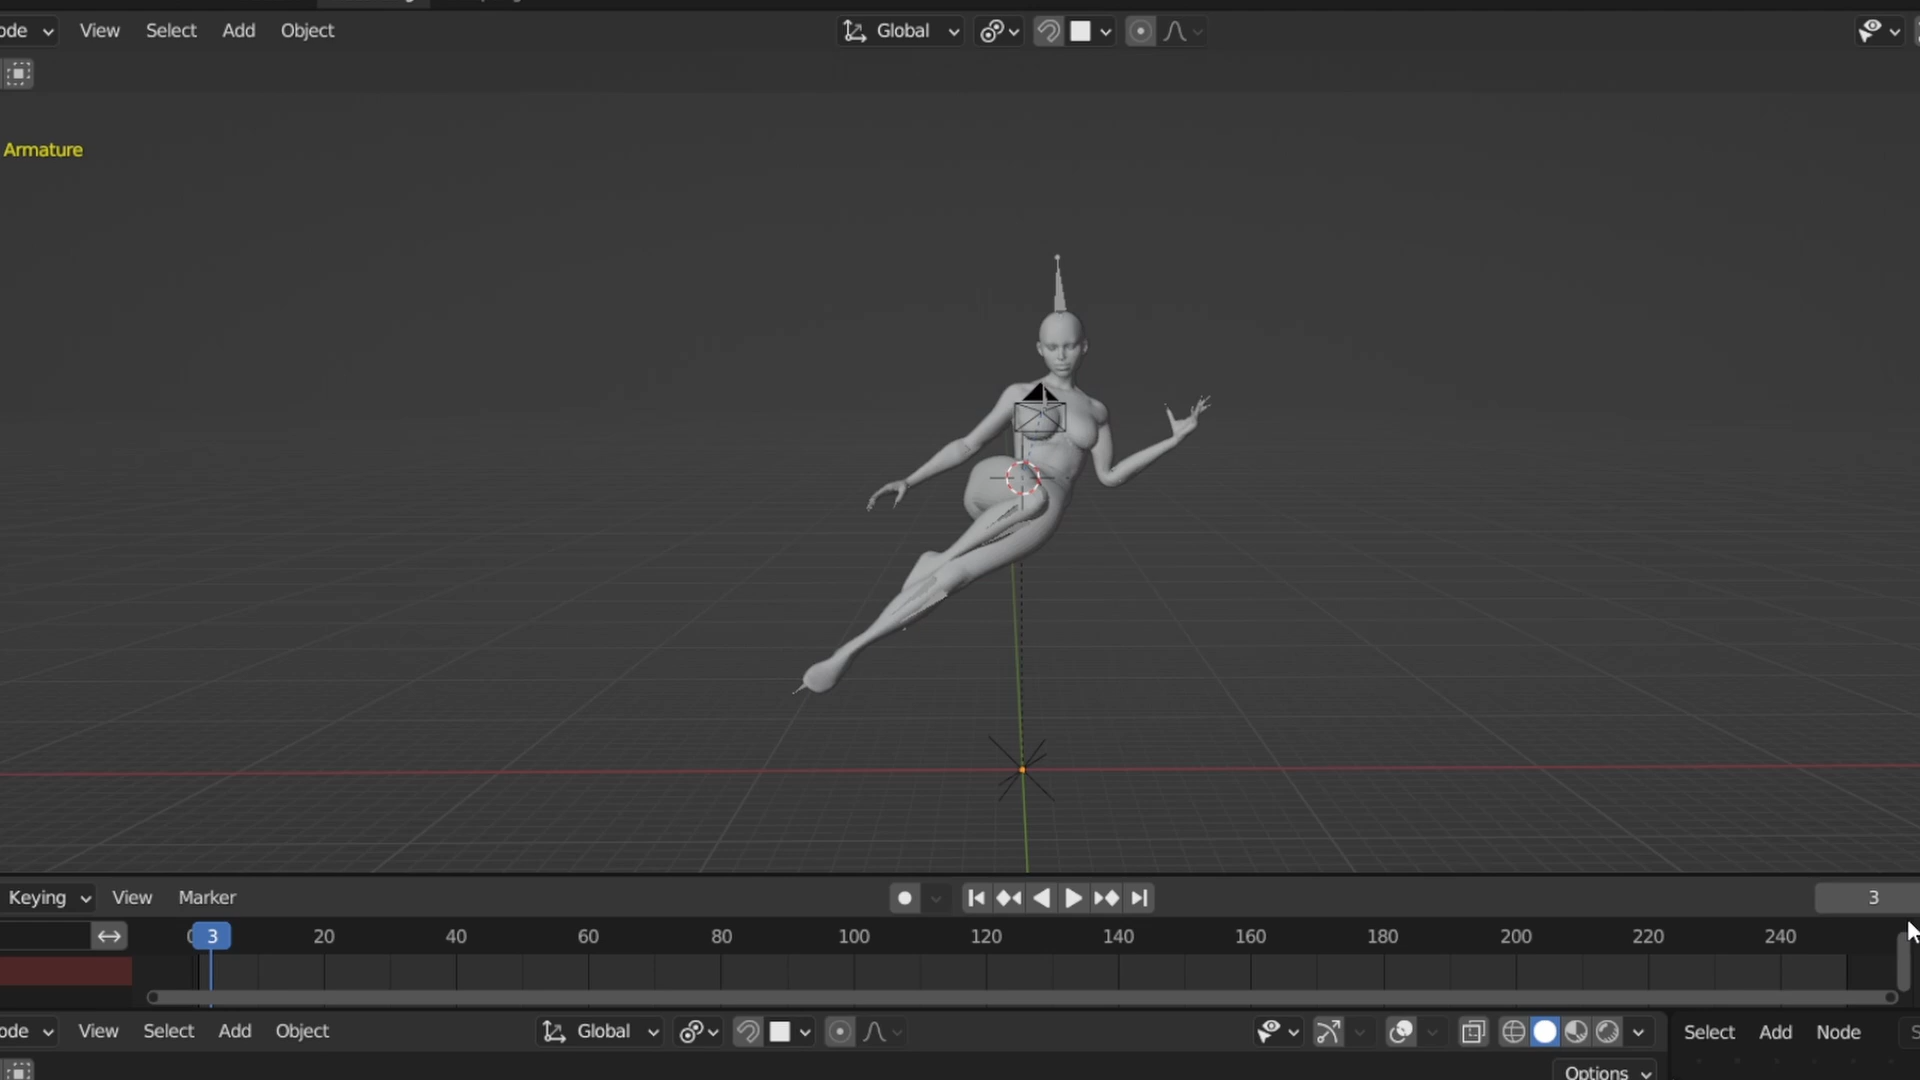 ode View Select Add Object Global
Armature
Keying View Marker 3
0 3 20 40 60 80 100 120 140 160 180 200 220 240
ode View Select Add Object Global Select Add Node S
Options